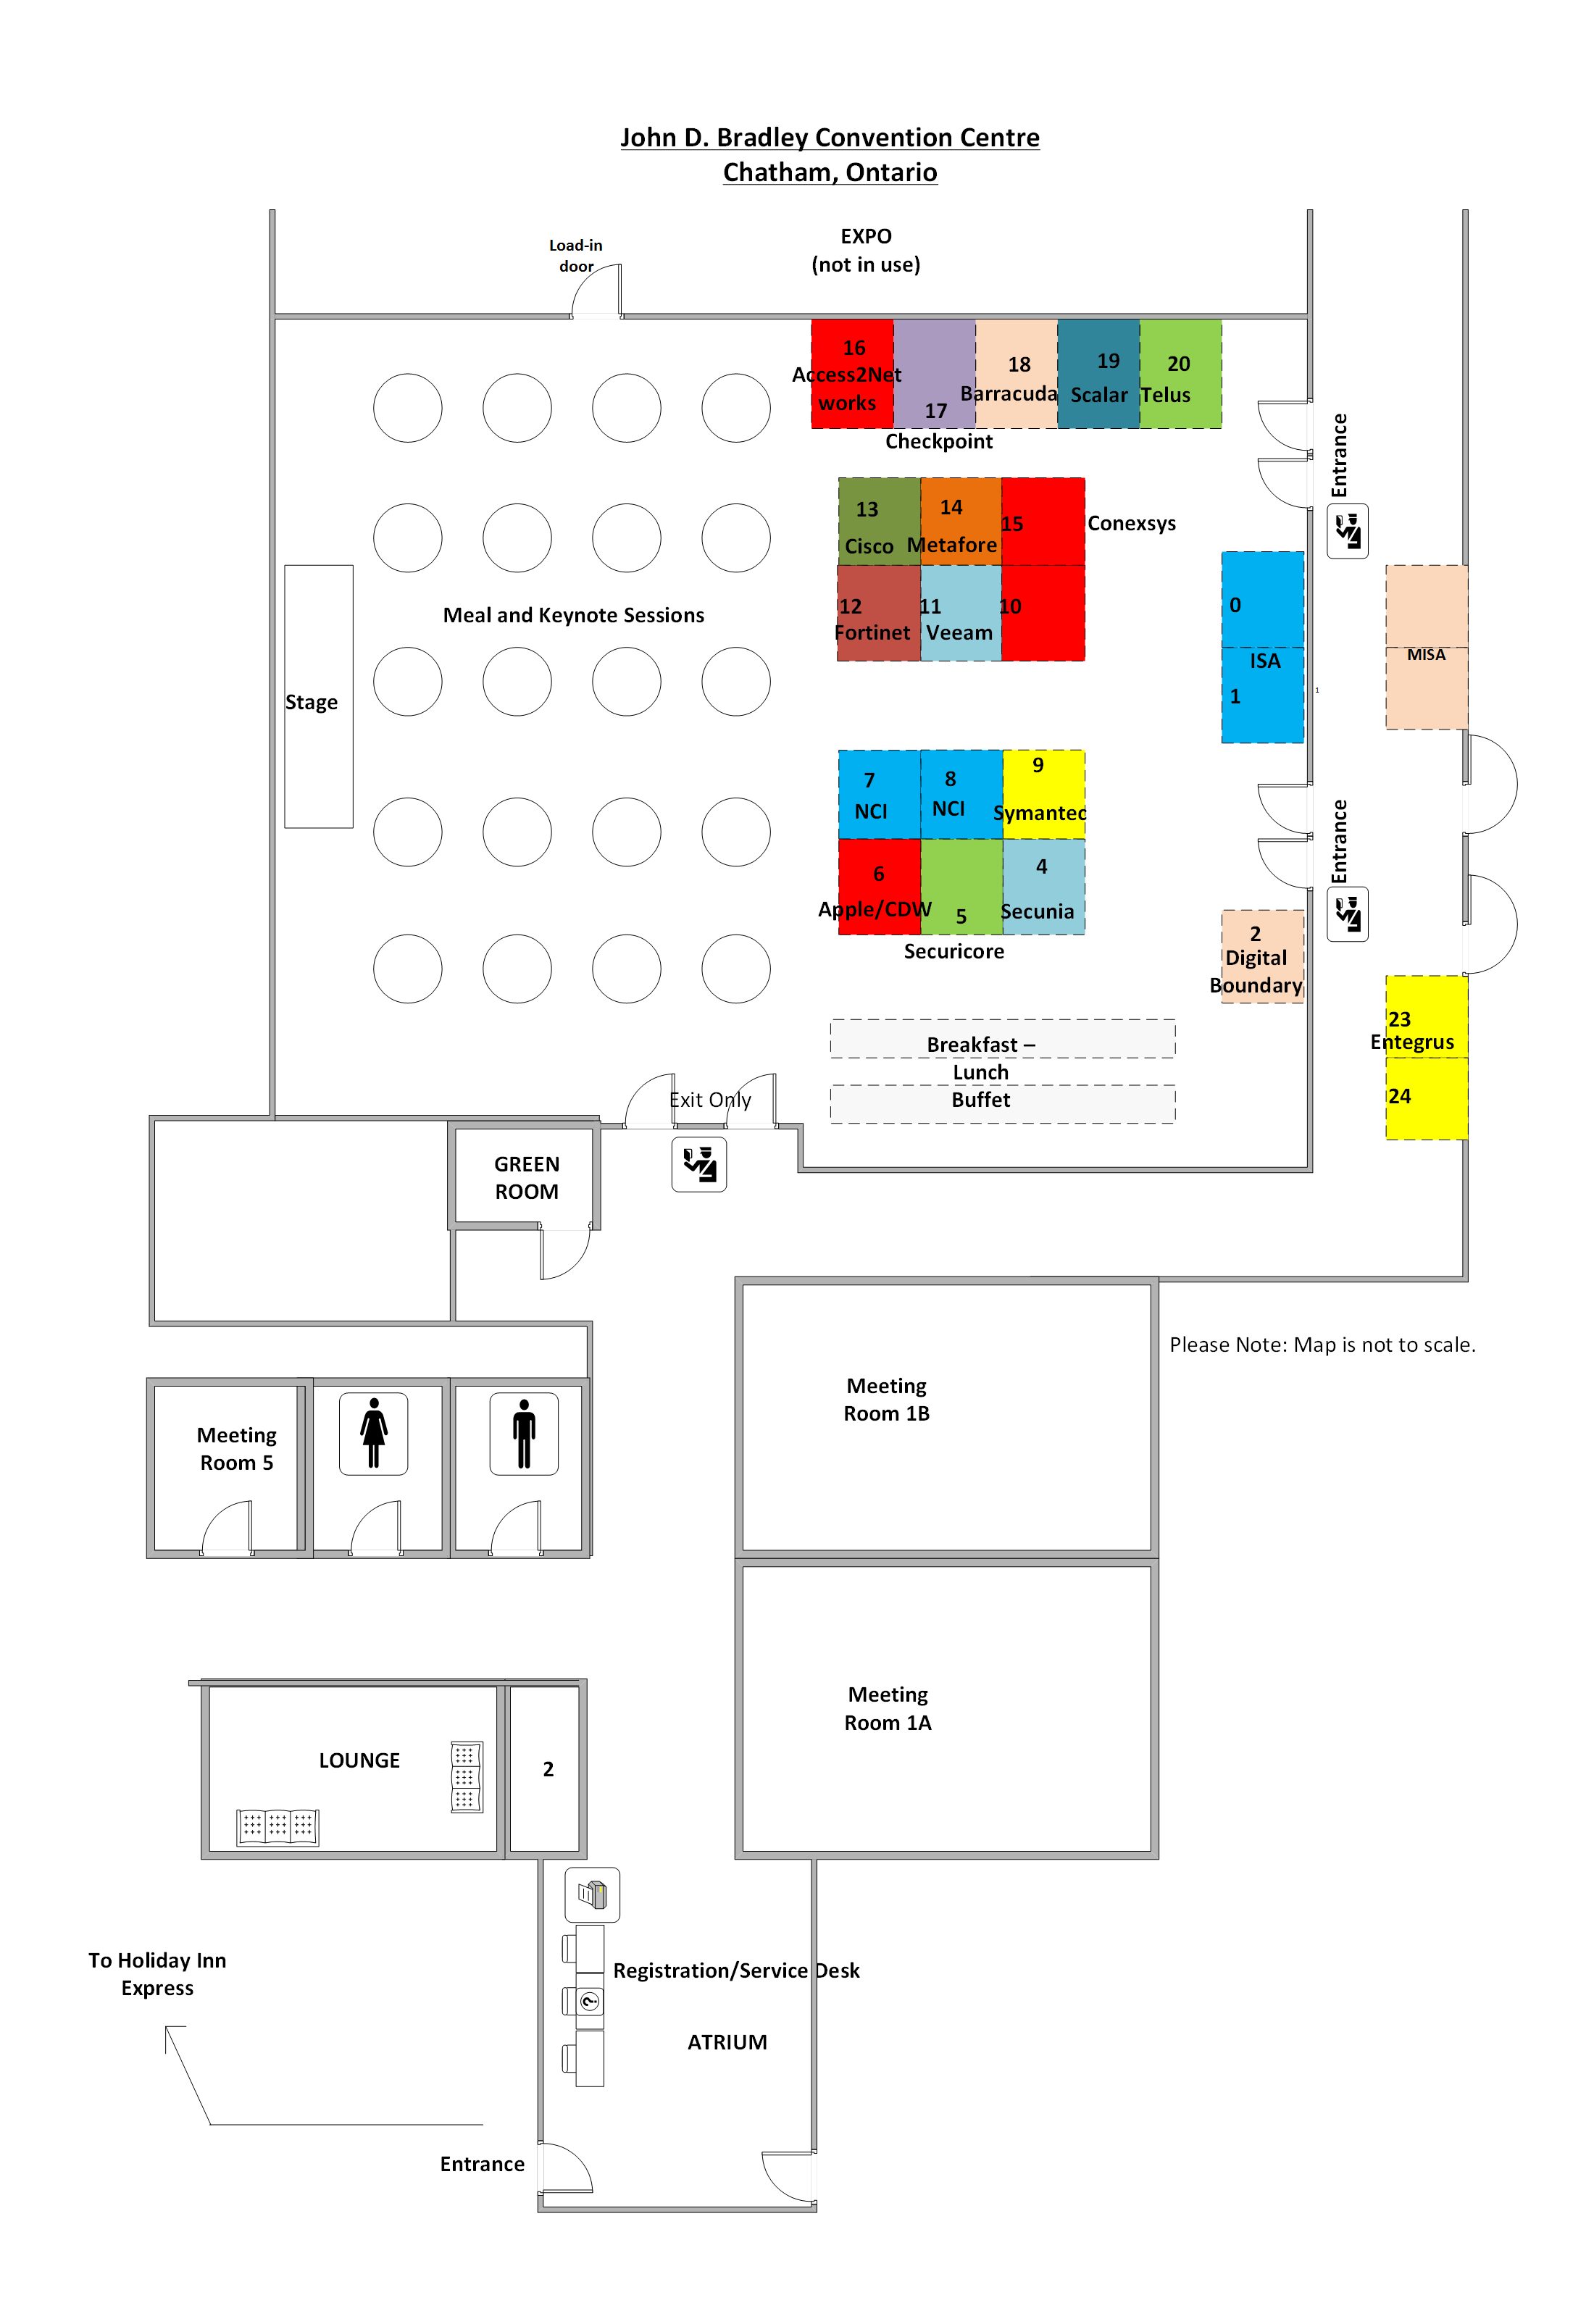 John D. Bradley Convention Centre
Chatham, Ontario
Load-in
door
EXPO
(not in use)
16
Access2Net
works
17
Checkpoint
18
Barracuda
19
Scalar
20
Telus
Entrance
13
Cisco
14
Metafore
15
Conexsys
12
Fortinet
11
Veeam
10
0
ISA
1
1
MISA
Meal and Keynote Sessions
Stage
7
NCI
8
NCI
9
Symantec
6
Apple/CDW
5
Securicore
4
Secunia
Entrance
2
Digital
Boundary
23
Entegrus
24
Breakfast –
Lunch
Buffet
Exit Only
GREEN
ROOM
Please Note: Map is not to scale.
Meeting
Room 1B
Meeting
Room 5
Meeting
Room 1A
LOUNGE
2
To Holiday Inn
Express
Registration/Service Desk
?
ATRIUM
Entrance